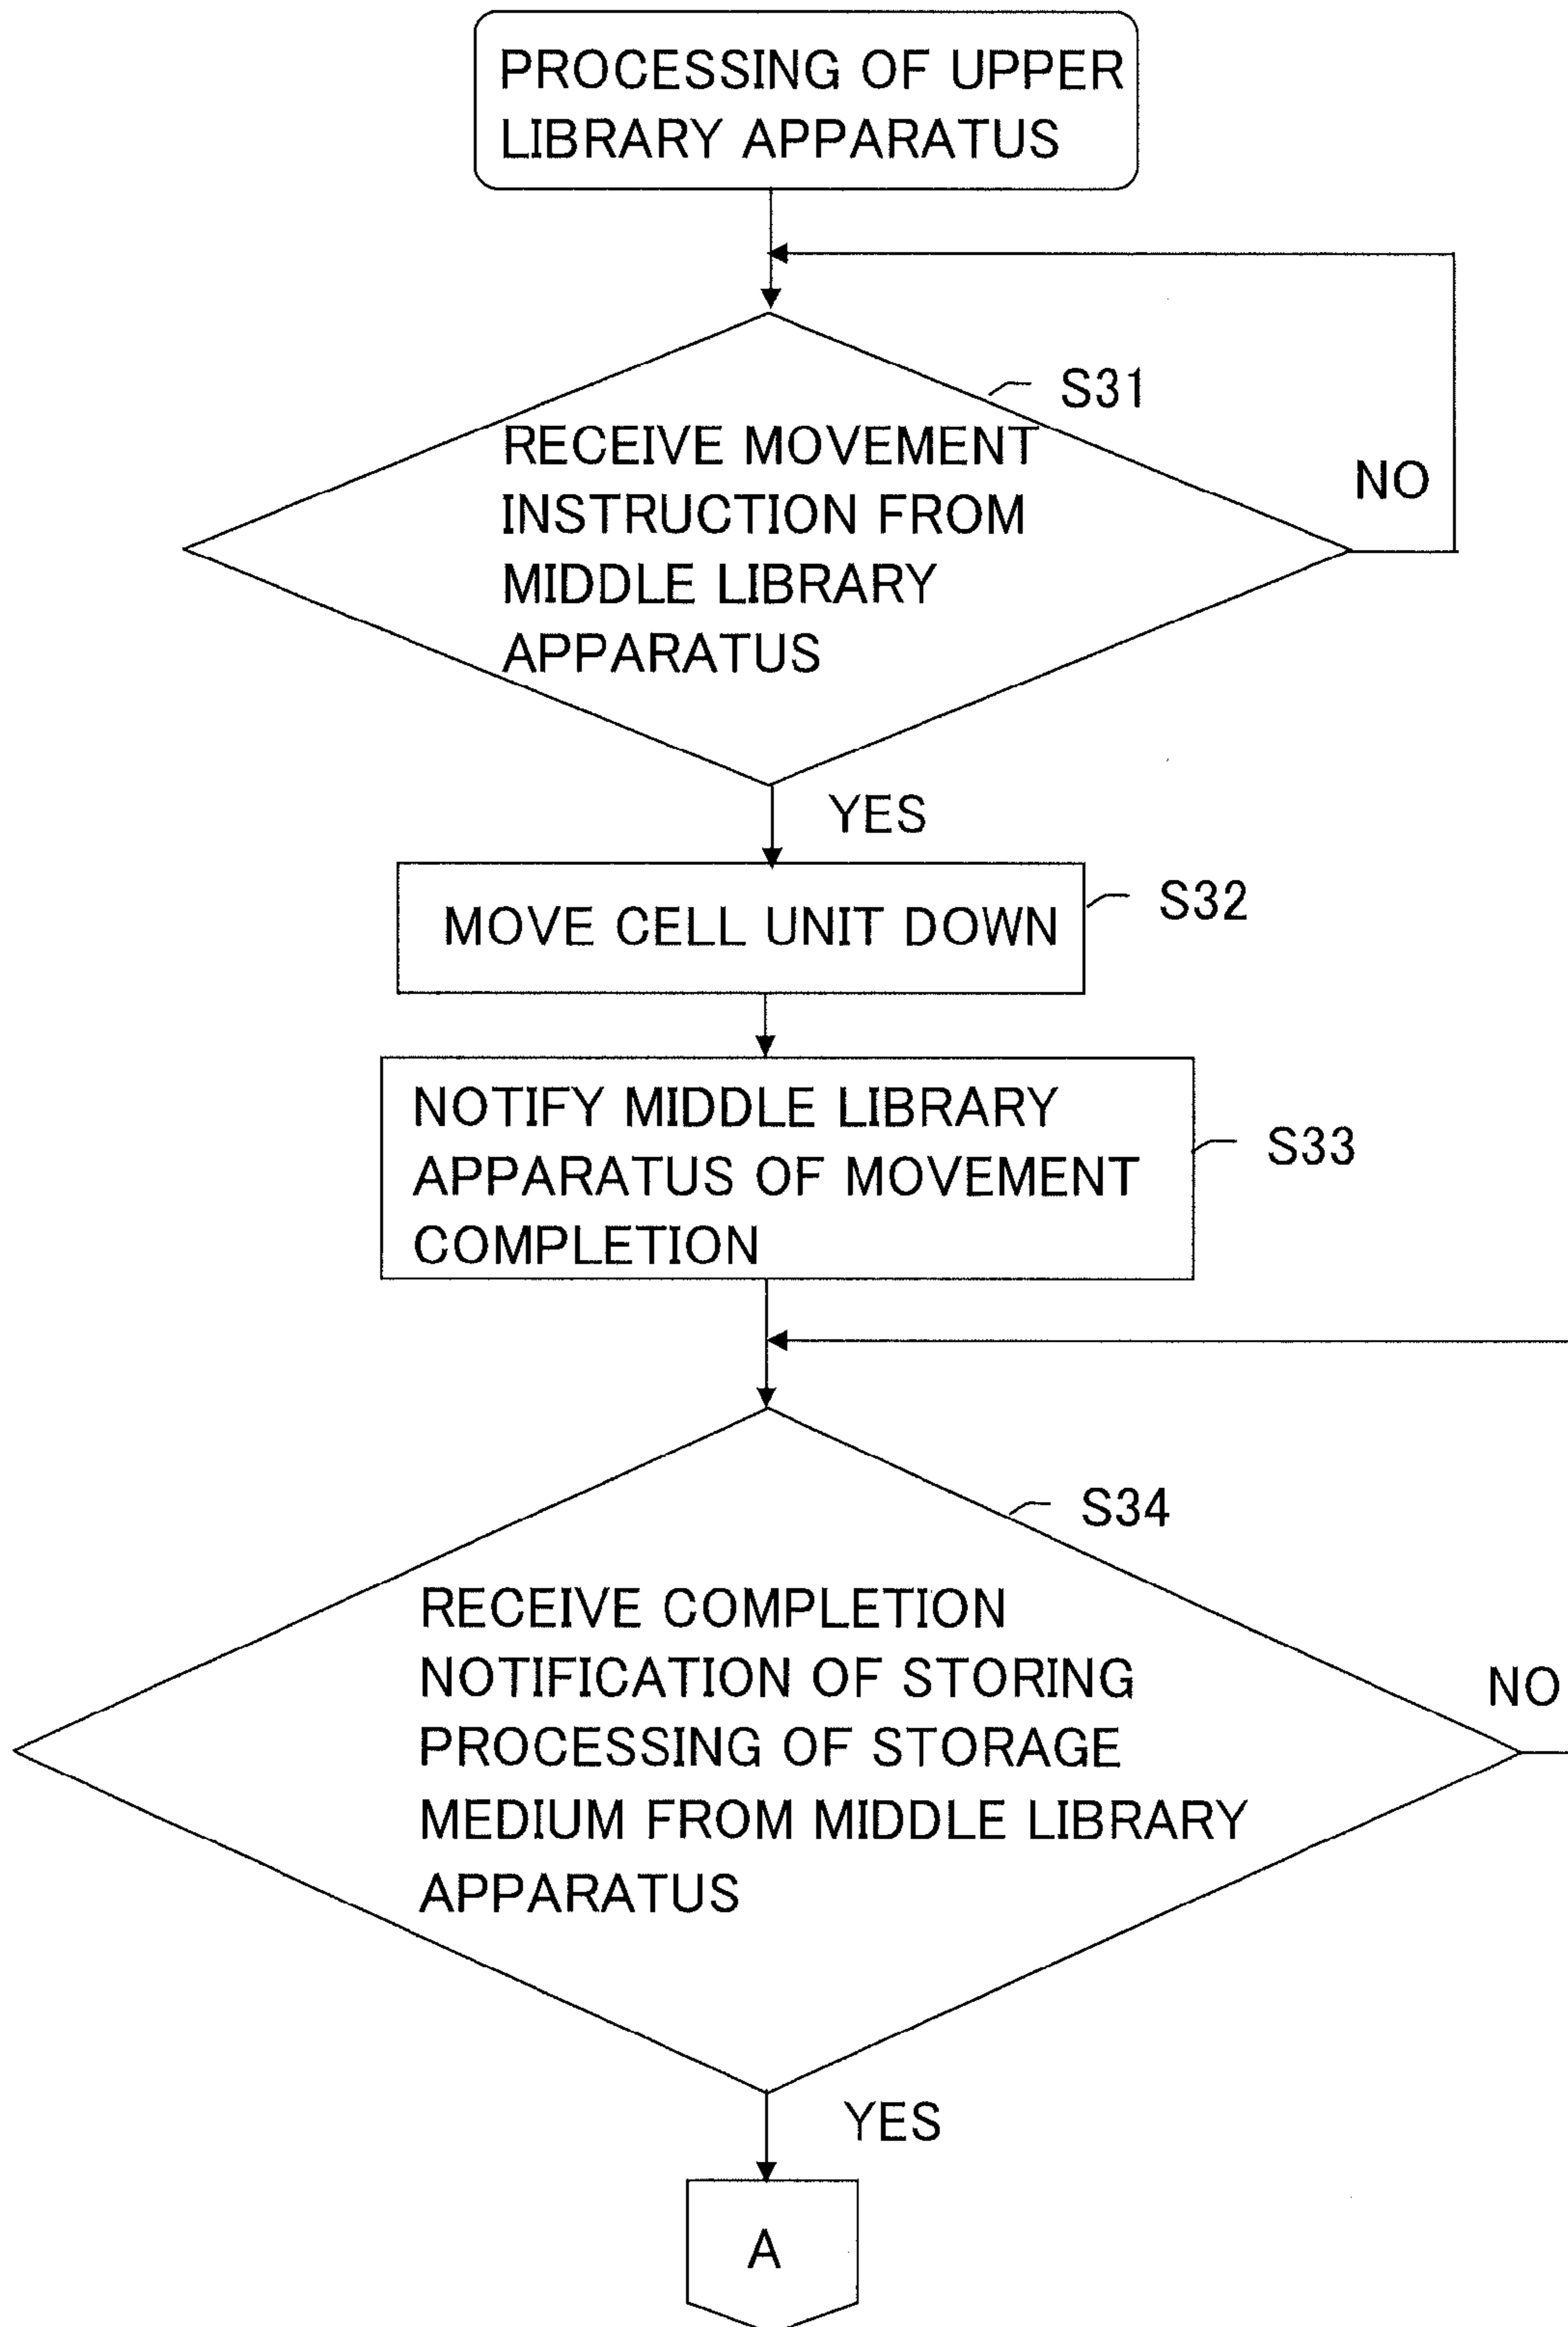 PROCESSING OF UPPER
LIBRARY APPARATUS
S31
RECEIVE MOVEMENT
INSTRUCTION FROM
MIDDLE LIBRARY
APPARATUS
NO
YES
MOVE CELL UNIT DOWN
S32
NOTIFY MIDDLE LIBRARY
APPARATUS OF MOVEMENT
COMPLETION
S33
S34
RECEIVE COMPLETION
NOTIFICATION OF STORING
PROCESSING OF STORAGE
MEDIUM FROM MIDDLE LIBRARY
APPARATUS
NO
YES
A